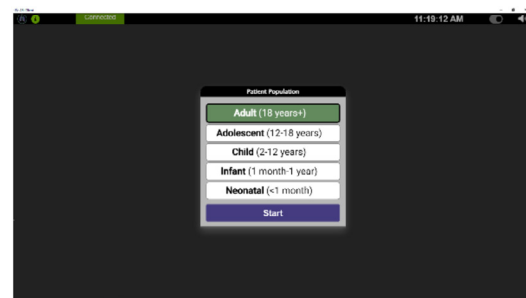 Connected
11:19:12 AM
Patient Population
Adult (18 years+)
Adolescent (12-18 years)
Child (2-12 years)
Infant (1 month-1 year)
Neonatal (<1 month)
Start